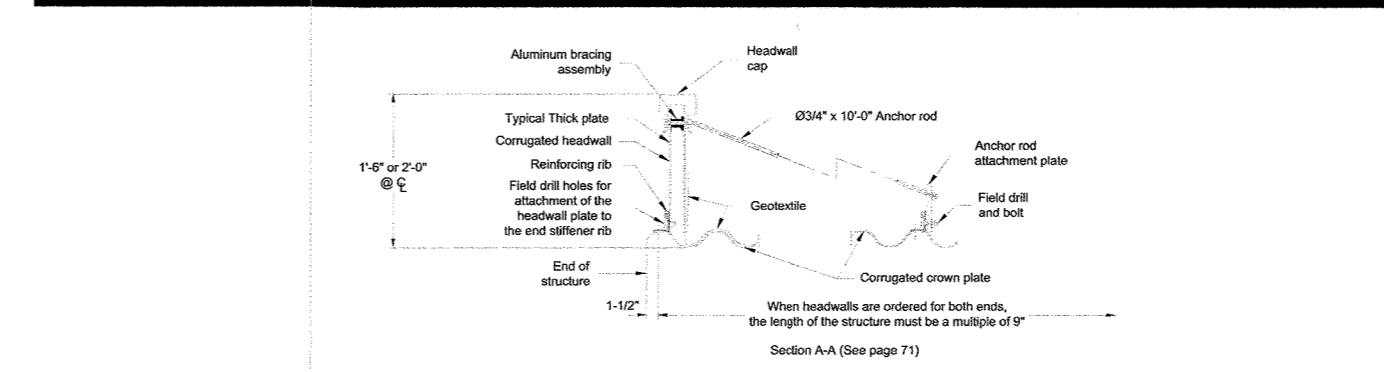 Aluminum bracing
assembly
Headwall
cap
Typical Thick plate
Ø3/4" x 10'-0" Anchor rod
Corrugated headwall
Anchor rod
attachment plate
1'-6" or 2'-0"
@ ℄
Reinforcing rib
Field drill holes for
attachment of the
headwall plate to
the end stiffener rib
Geotextile
Field drill
and bolt
End of
structure
Corrugated crown plate
1-1/2"
When headwalls are ordered for both ends,
the length of the structure must be a multiple of 9"
Section A-A (See page 71)